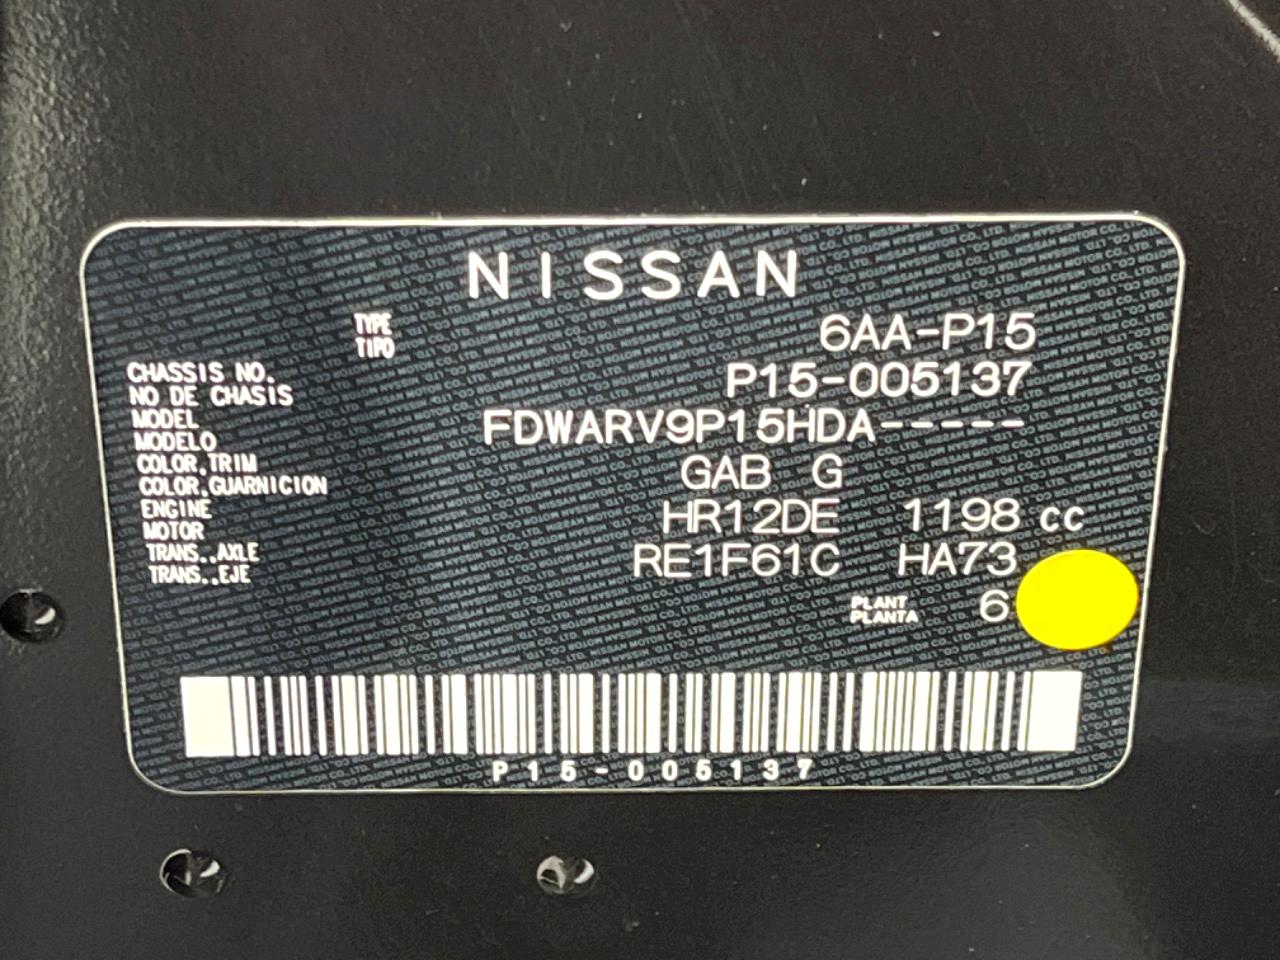 NISSAN
TYPE
TIPO
6AA-P15
CHASSIS NO.
NO DE CHASIS
P15-005137
MODEL
MODELO
FDWARV9P15HDA-----
COLOR,TRIM
COLOR,GUARNICION
GAB G
ENGINE
MOTOR
HR12DE 1198 cc
TRANS.,AXLE
TRANS.,EJE
RE1F61C HA73
PLANT
PLANTA
6
P15-005137